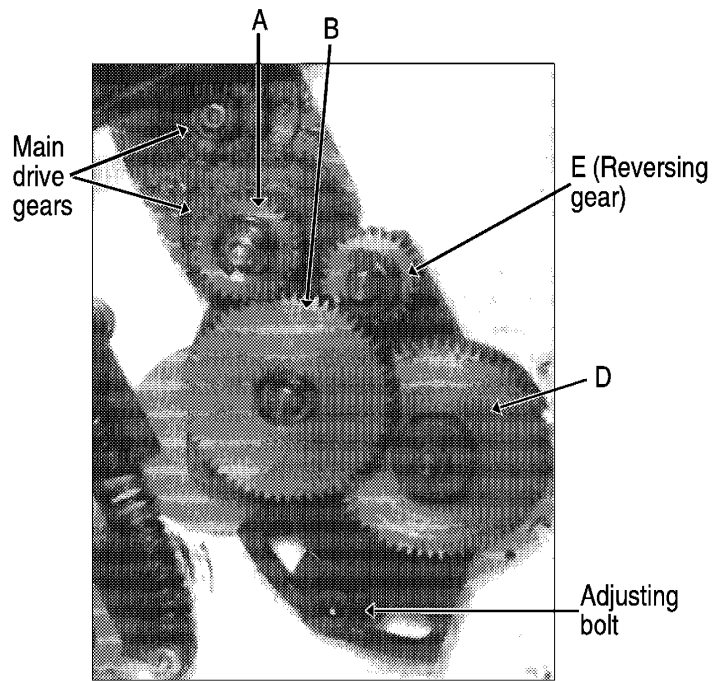 A
B
Main
drive
gears
E (Reversing
gear)
D
Adjusting
bolt